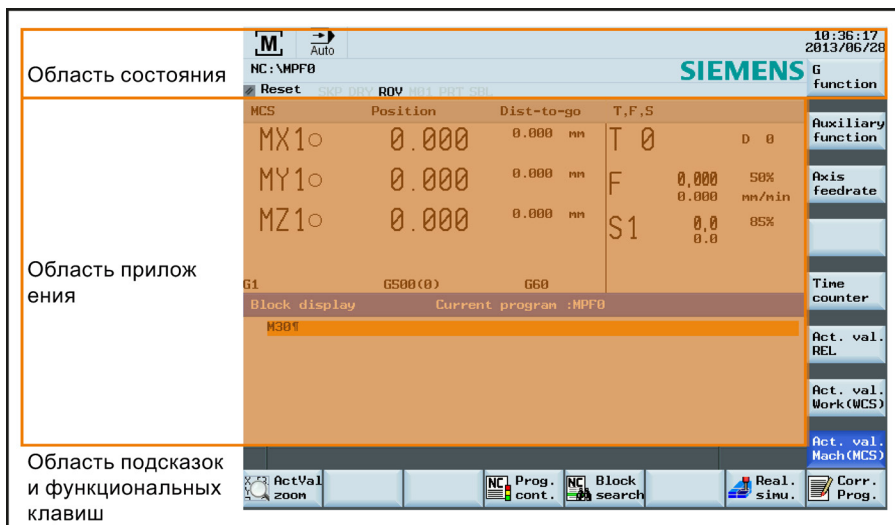 M Auto 10:36:17
2013/06/28
Область состояния
NC:\MPF0 SIEMENS
G
function
Reset SKP DRY ROV M01 PRT SBL
MCS Position Dist-to-go T,F,S
MX1 0.000 0.000 mm T 0 D 0
Auxiliary
function
MY1 0.000 0.000 mm F 0,000 50%
0.000 mm/min
Axis
feedrate
MZ1 0.000 0.000 mm S1 0,0 85%
0.0
Область прилож
ения
G1 G500(0) G60
Time
counter
Block display Current program :MPF0
M30¶
Act. val.
REL
Act. val.
Work(WCS)
Act. val.
Mach(MCS)
Область подсказок
и функциональных
клавиш
ActVal
zoom
NC Prog.
cont.
NC Block
search
Real.
simu.
Corr.
Prog.